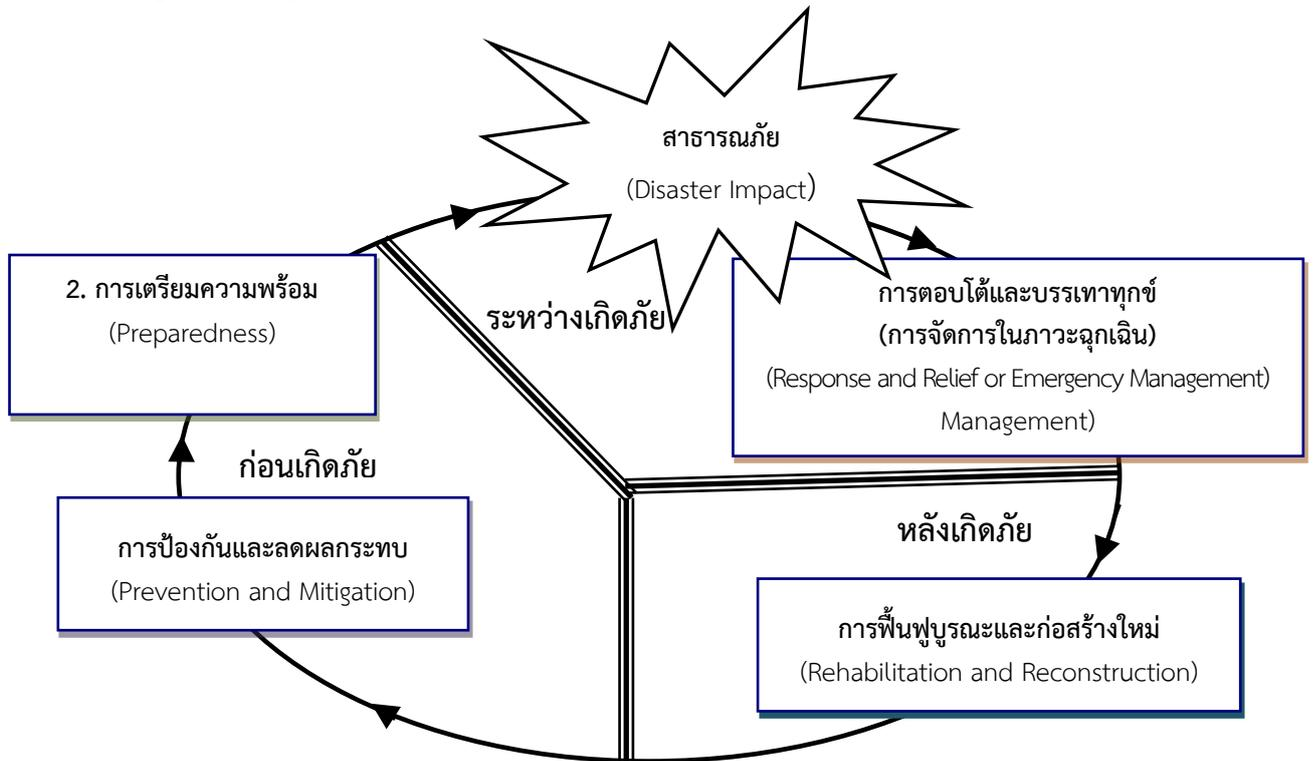 สาธารณภัย
(Disaster Impact)
2. การเตรียมความพร้อม
(Preparedness)
ระหว่างเกิดภัย
การตอบโต้และบรรเทาทุกข์
(การจัดการในภาวะฉุกเฉิน)
(Response and Relief or Emergency Management)
Management)
ก่อนเกิดภัย
หลังเกิดภัย
การป้องกันและลดผลกระทบ
(Prevention and Mitigation)
การฟื้นฟูบูรณะและก่อสร้างใหม่
(Rehabilitation and Reconstruction)